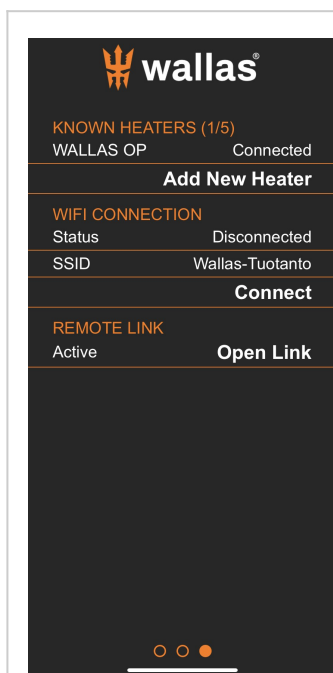 wallas®
KNOWN HEATERS (1/5)
WALLAS OP Connected
Add New Heater
WIFI CONNECTION
Status Disconnected
SSID Wallas-Tuotanto
Connect
REMOTE LINK
Active Open Link